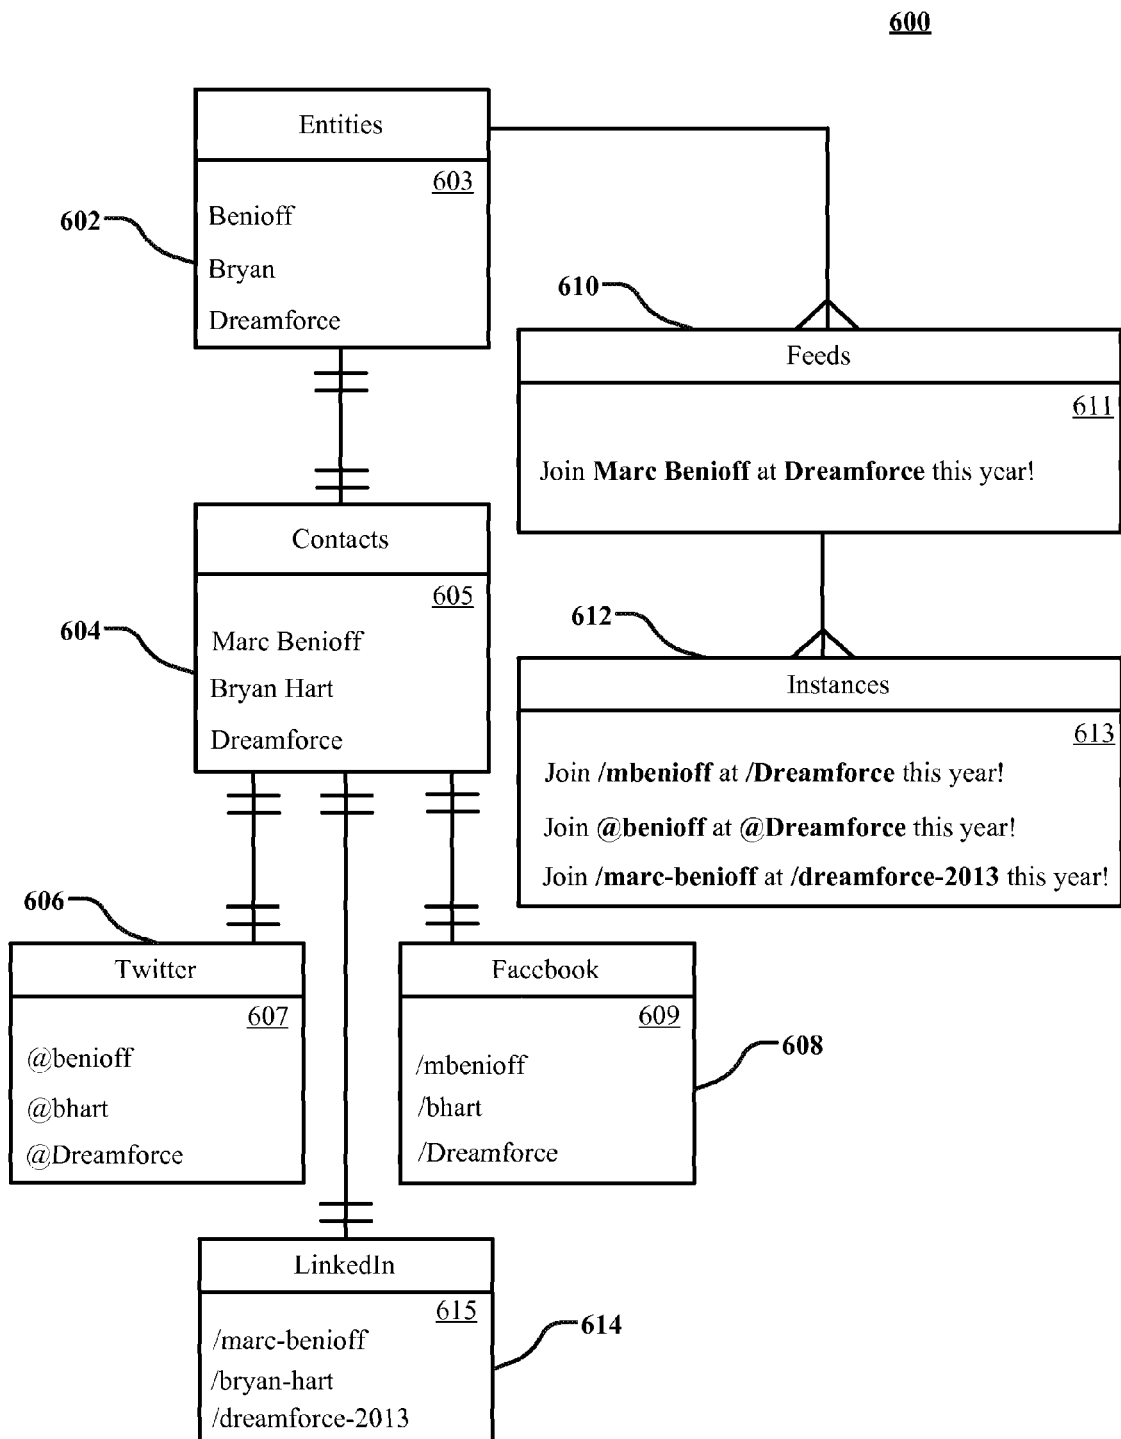 600
Entities
603
602
Benioff
Bryan
Dreamforce
610
Feeds
611
Join Marc Benioff at Dreamforce this year!
Contacts
605
604
Marc Benioff
Bryan Hart
Dreamforce
612
Instances
613
Join /mbenioff at /Dreamforce this year!
Join @benioff at @Dreamforce this year!
Join /marc-benioff at /dreamforce-2013 this year!
606
Twitter
607
@benioff
@bhart
@Dreamforce
Facebook
609
608
/mbenioff
/bhart
/Dreamforce
LinkedIn
615
614
/marc-benioff
/bryan-hart
/dreamforce-2013